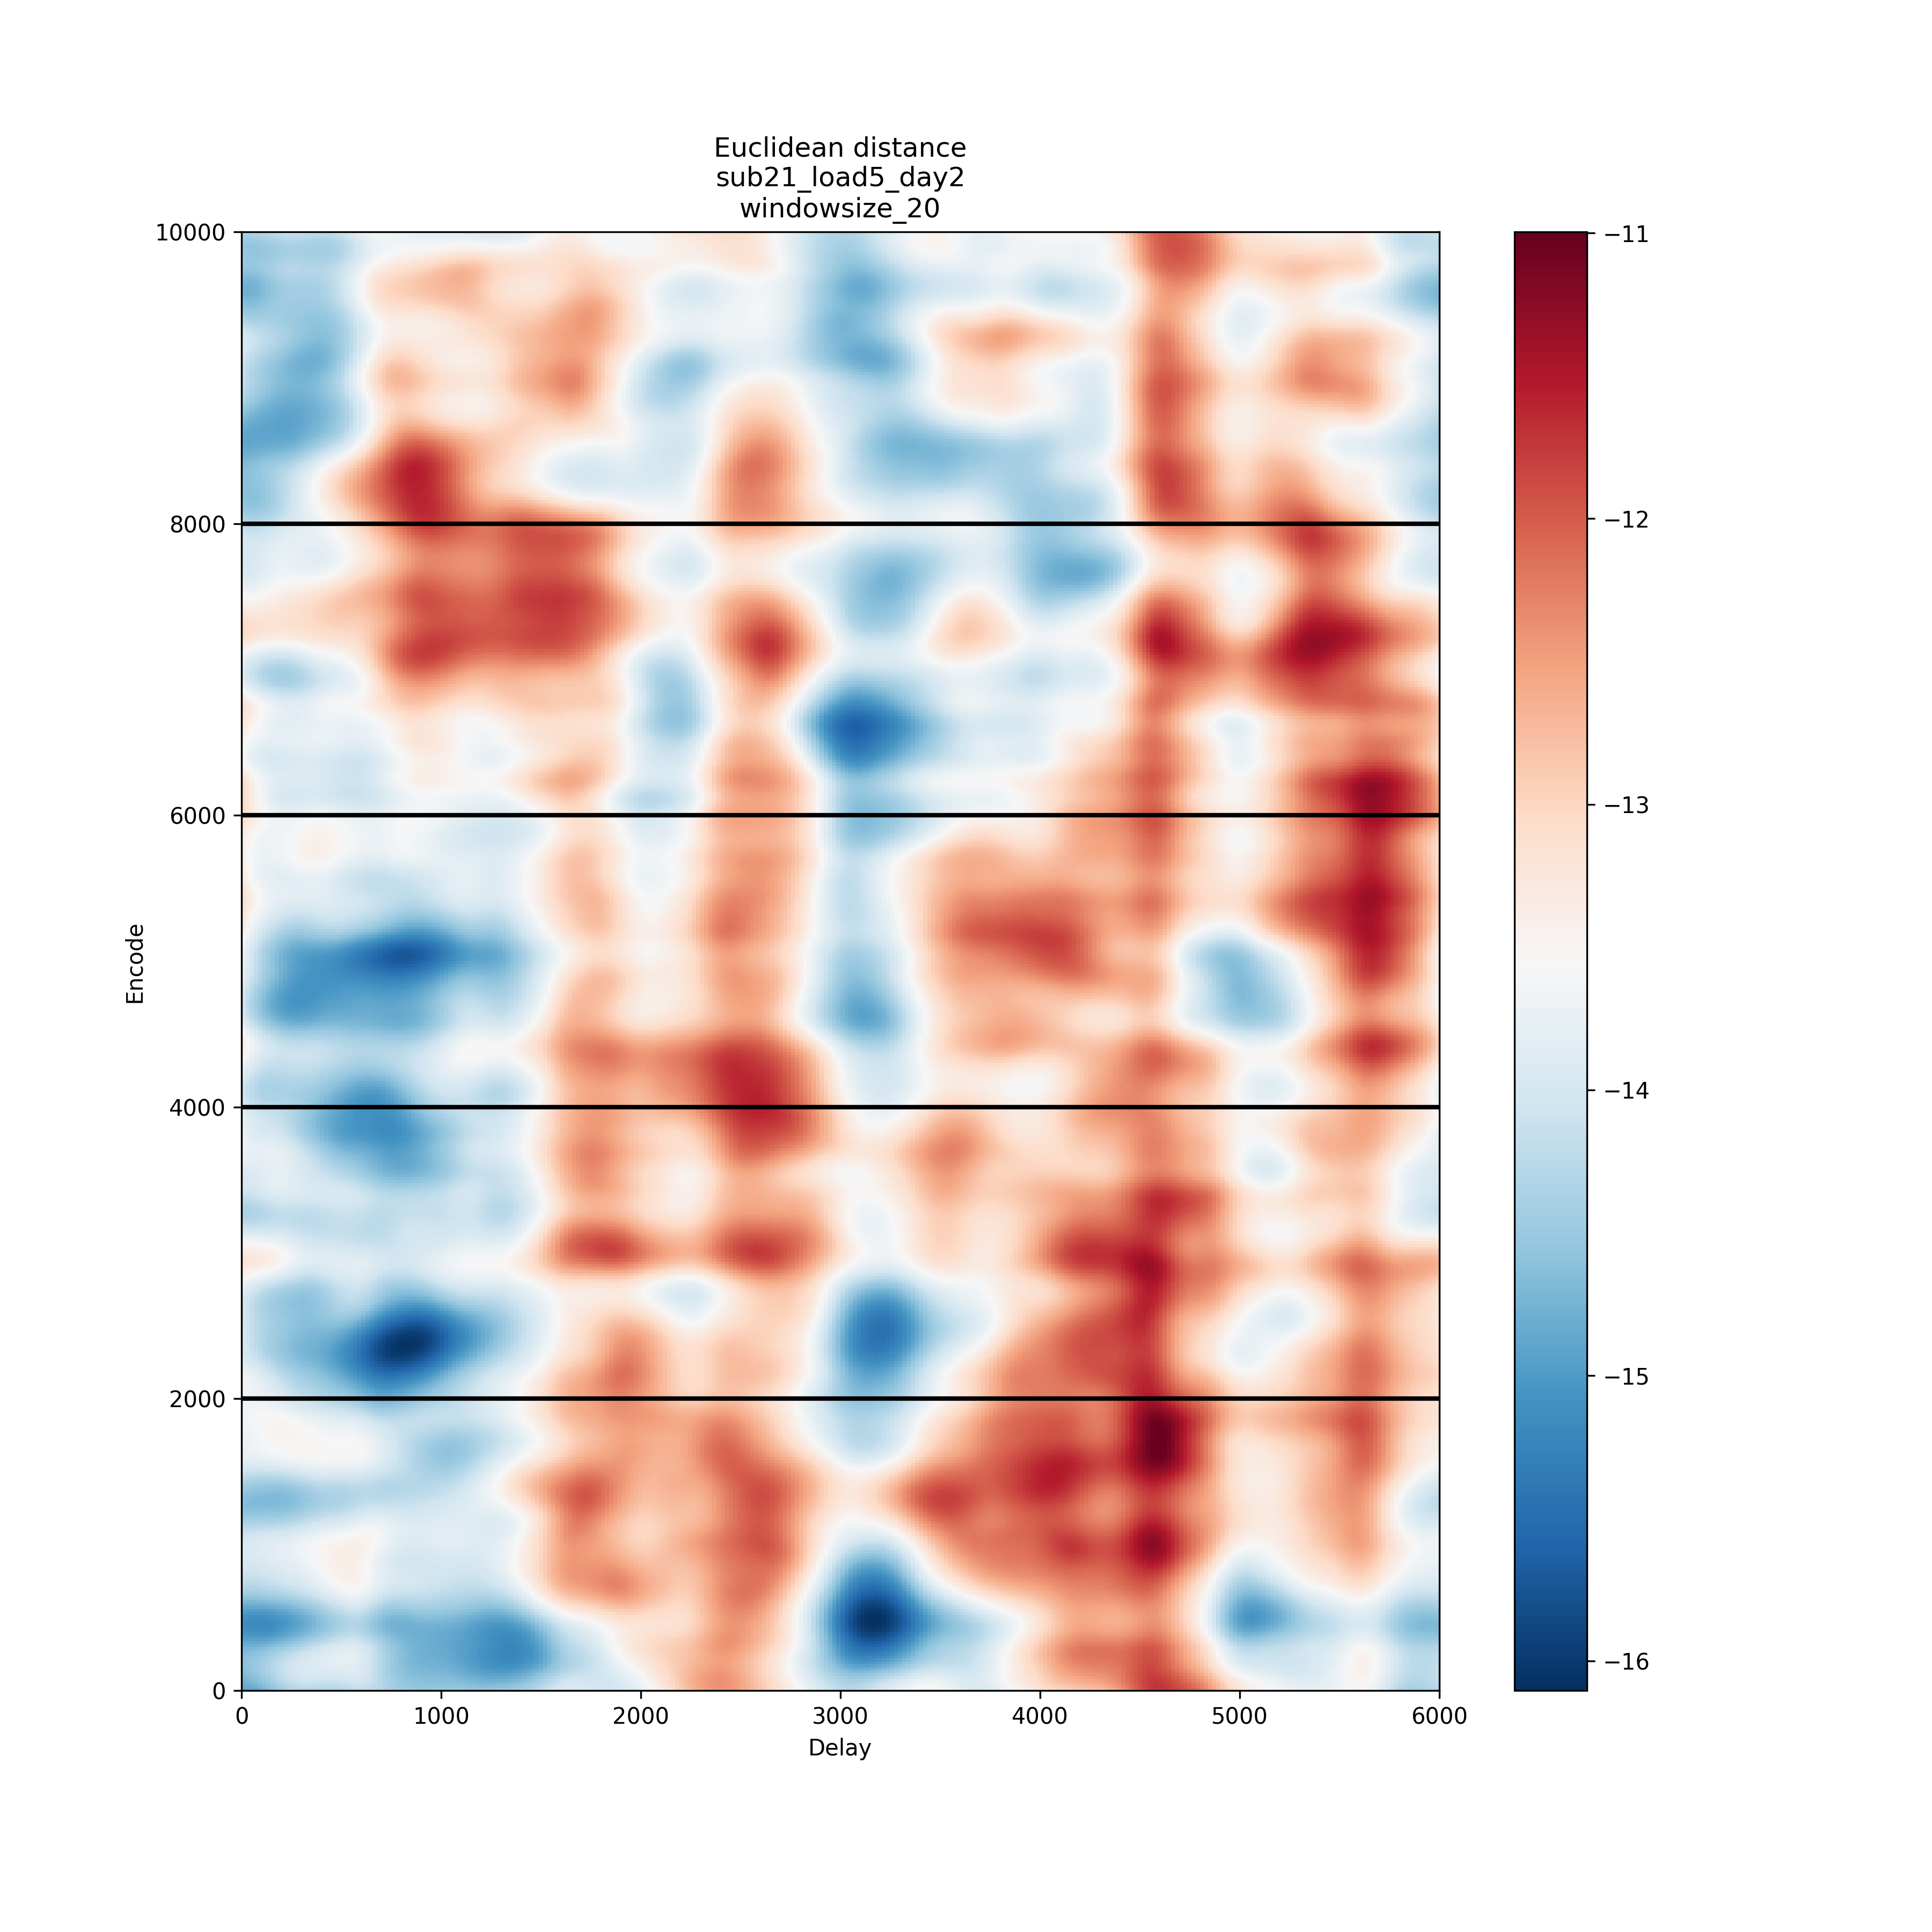 Euclidean distance
sub21_load5_day2
windowsize_20
10000
8000
6000
4000
2000
0
Encode
0 1000 2000 3000 4000 5000 6000
Delay
−11
−12
−13
−14
−15
−16